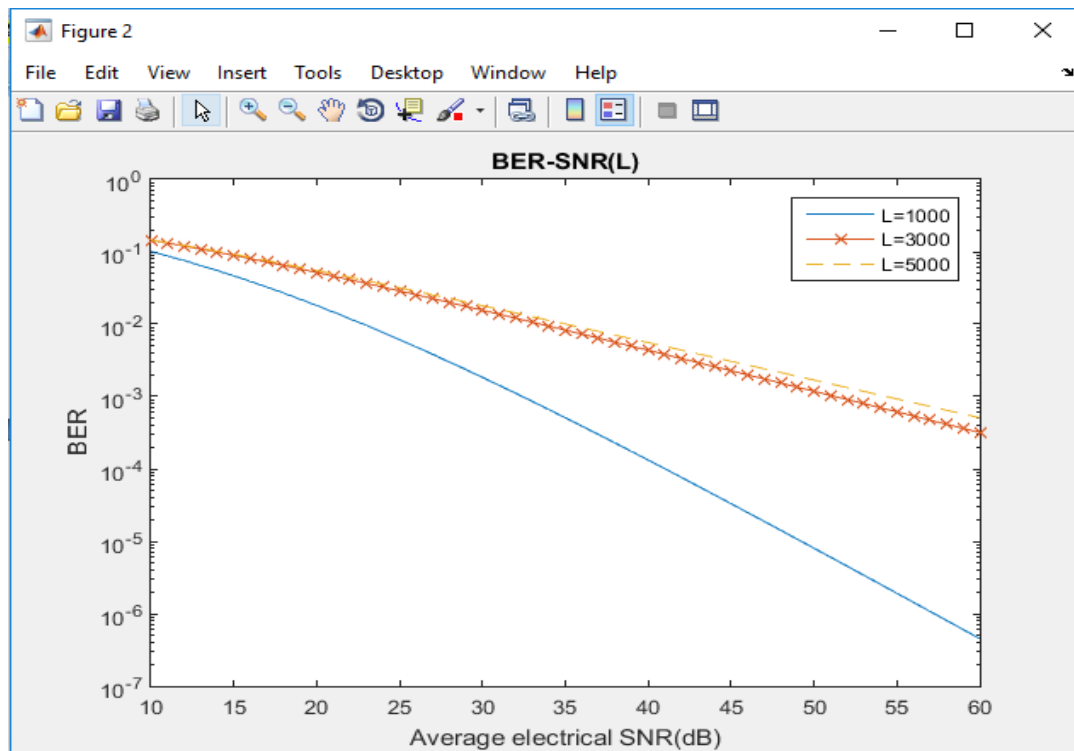 Figure 2
File Edit View Insert Tools Desktop Window Help
BER-SNR(L)
10^0
10^-1
10^-2
10^-3
10^-4
10^-5
10^-6
10^-7
BER
L=1000
L=3000
L=5000
10 15 20 25 30 35 40 45 50 55 60
Average electrical SNR(dB)